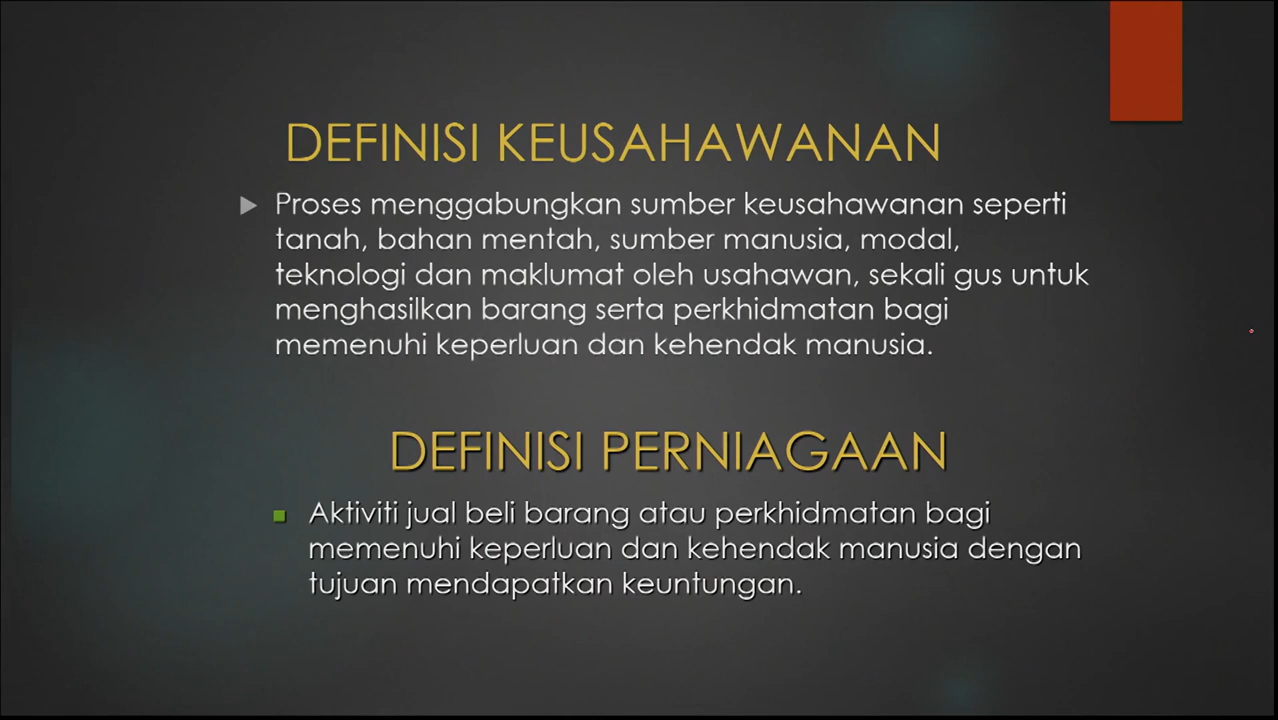 DEFINISI KEUSAHAWANAN
Proses menggabungkan sumber keusahawanan seperti
tanah, bahan mentah, sumber manusia, modal,
teknologi dan maklumat oleh usahawan, sekali gus untuk
menghasilkan barang serta perkhidmatan bagi
memenuhi keperluan dan kehendak manusia.
DEFINISI PERNIAGAAN
Aktiviti jual beli barang atau perkhidmatan bagi
memenuhi keperluan dan kehendak manusia dengan
tujuan mendapatkan keuntungan.